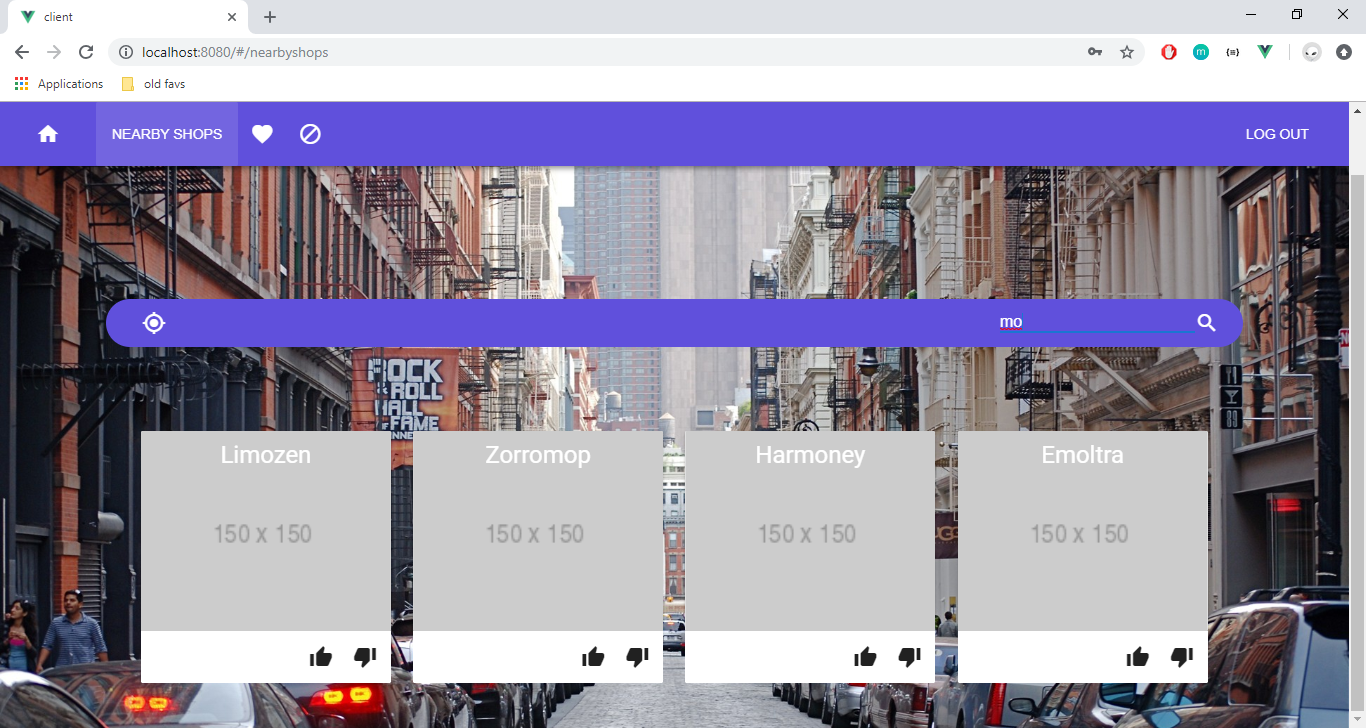 client
localhost:8080/#/nearbyshops
Applications
old favs
NEARBY SHOPS
LOG OUT
mo
ROCK
& ROLL
HALL
OF FAME
ANNEX
Limozen
Zorromop
Harmoney
Emoltra
150 x 150
150 x 150
150 x 150
150 x 150